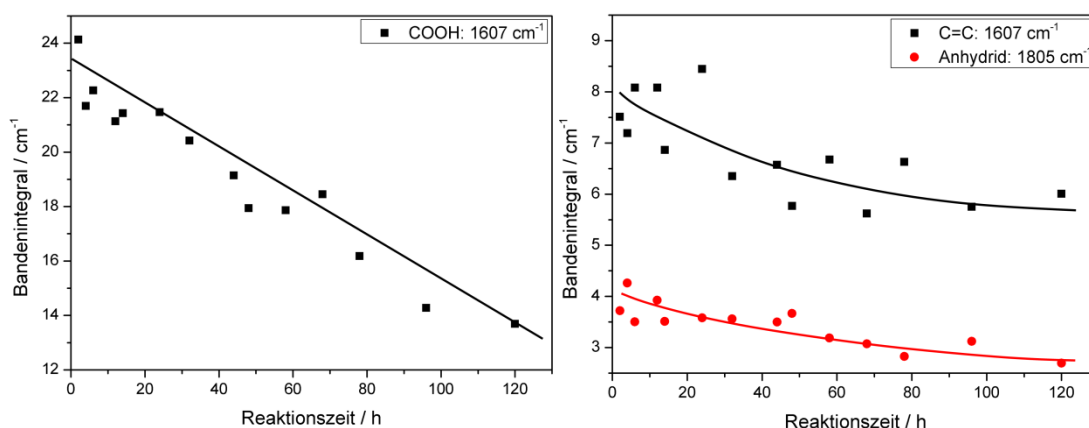 COOH: 1607 cm⁻¹
24
22
20
18
16
14
12
0 20 40 60 80 100 120
Bandenintegral / cm⁻¹
Reaktionszeit / h
C=C: 1607 cm⁻¹
Anhydrid: 1805 cm⁻¹
9
8
7
6
5
4
3
0 20 40 60 80 100 120
Bandenintegral / cm⁻¹
Reaktionszeit / h